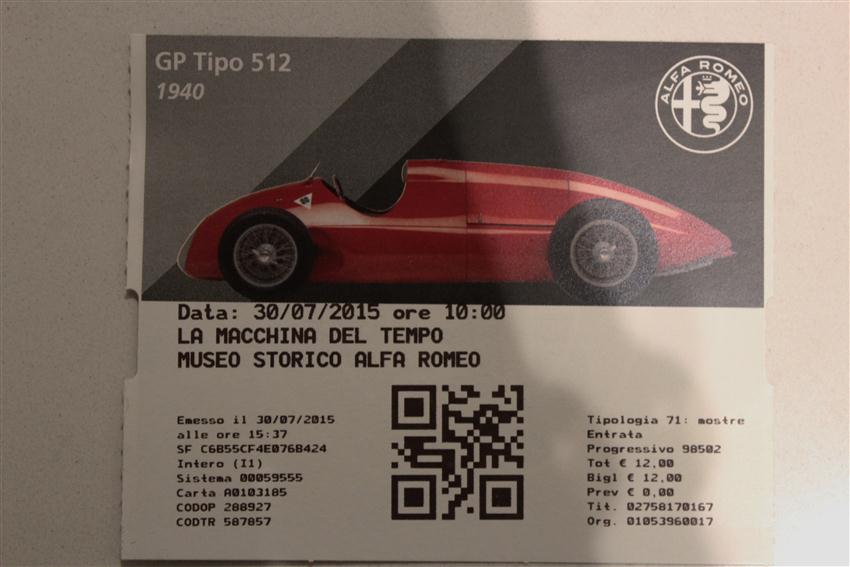 GP Tipo 512
1940
ALFA ROMEO
Data: 30/07/2015 ore 10:00
LA MACCHINA DEL TEMPO
MUSEO STORICO ALFA ROMEO
Emesso il 30/07/2015
alle ore 15:37
SF C6B55CF4E076B424
Intero (I1)
Sistema 00059555
Carta A0103185
CODOP 288927
CODTR 587857
Tipologia 71: mostre
Entrata
Progressivo 98502
Tot € 12,00
Bigl € 12,00
Prev € 0,00
Tit. 02758170167
Org. 01053960017